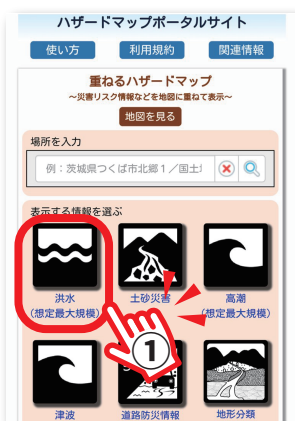 ハザードマップポータルサイト
使い方 利用規約 関連情報
重ねるハザードマップ
～災害リスク情報などを地図に重ねて表示～
地図を見る
場所を入力
例：茨城県つくば市北郷１／国土
表示する情報を選ぶ
洪水
(想定最大規模)
土砂災害
高潮
(想定最大規模)
①
津波
道路防災情報
地形分類